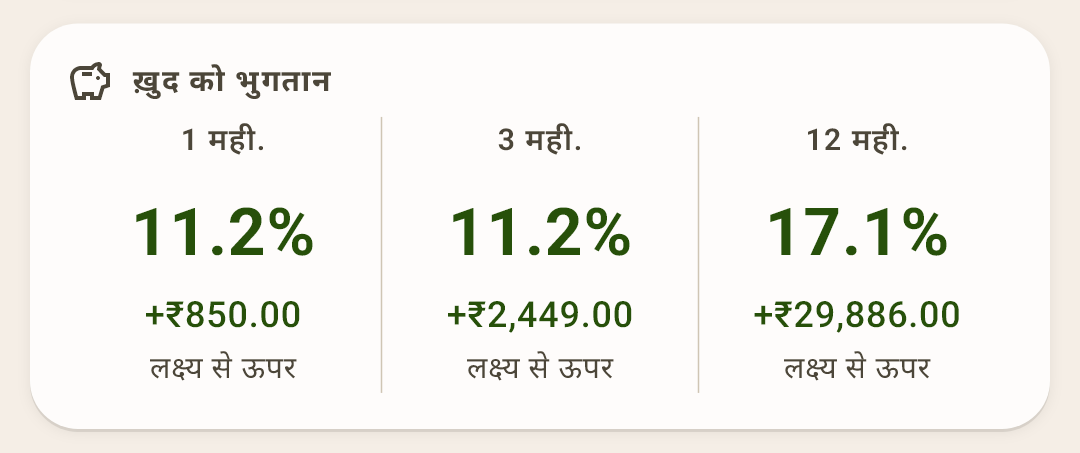 ख़ुद को भुगतान
1 मही.
3 मही.
12 मही.
11.2%
11.2%
17.1%
+₹850.00
+₹2,449.00
+₹29,886.00
लक्ष्य से ऊपर
लक्ष्य से ऊपर
लक्ष्य से ऊपर